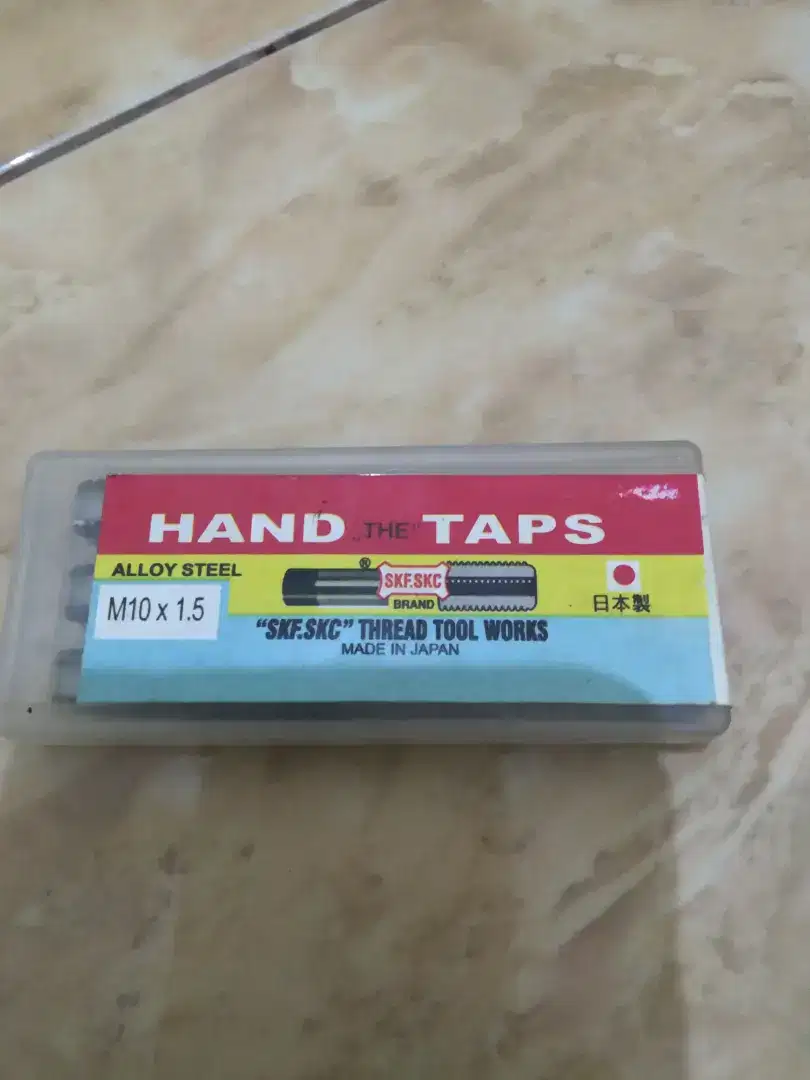 HAND „THE" TAPS
ALLOY STEEL
®
SKF.SKC
BRAND
日本製
M10 x 1.5
"SKF.SKC" THREAD TOOL WORKS
MADE IN JAPAN